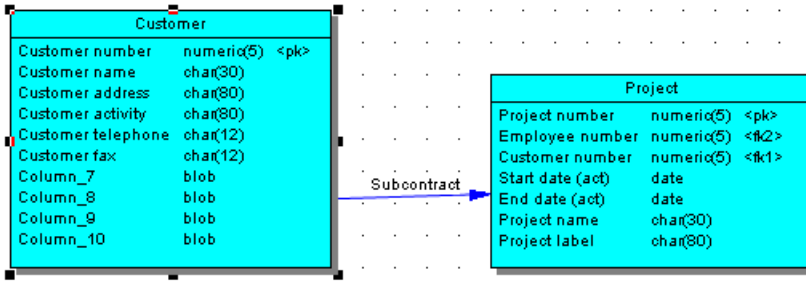 Customer
Customer number numeric(5) <pk>
Customer name char(30)
Customer address char(80)
Customer activity char(80)
Customer telephone char(12)
Customer fax char(12)
Column_7 blob
Column_8 blob
Column_9 blob
Column_10 blob
Subcontract
Project
Project number numeric(5) <pk>
Employee number numeric(5) <fk2>
Customer number numeric(5) <fk1>
Start date (act) date
End date (act) date
Project name char(30)
Project label char(80)